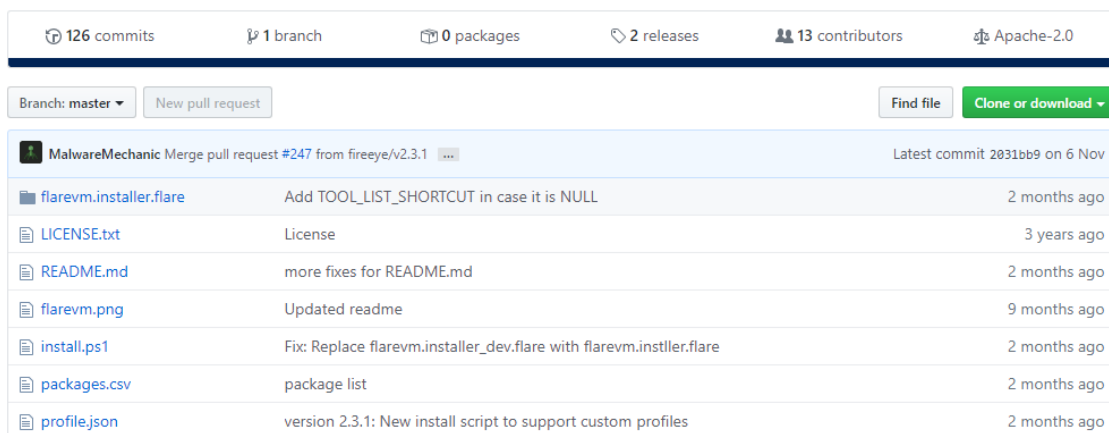 126 commits 1 branch 0 packages 2 releases 13 contributors Apache-2.0
Branch: master New pull request Find file Clone or download
MalwareMechanic Merge pull request #247 from fireeye/v2.3.1 ... Latest commit 2031bb9 on 6 Nov
flarevm.installer.flare Add TOOL_LIST_SHORTCUT in case it is NULL 2 months ago
LICENSE.txt License 3 years ago
README.md more fixes for README.md 2 months ago
flarevm.png Updated readme 9 months ago
install.ps1 Fix: Replace flarevm.installer_dev.flare with flarevm.instller.flare 2 months ago
packages.csv package list 2 months ago
profile.json version 2.3.1: New install script to support custom profiles 2 months ago